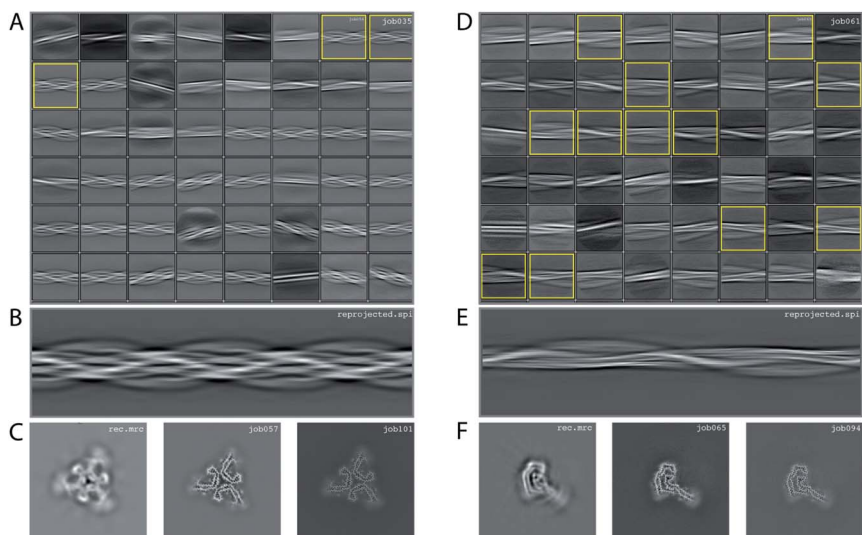 A
job035
D
job061
B
reprojected.spi
E
reprojected.spi
C
rec.mrc
job057
job101
F
rec.mrc
job065
job094